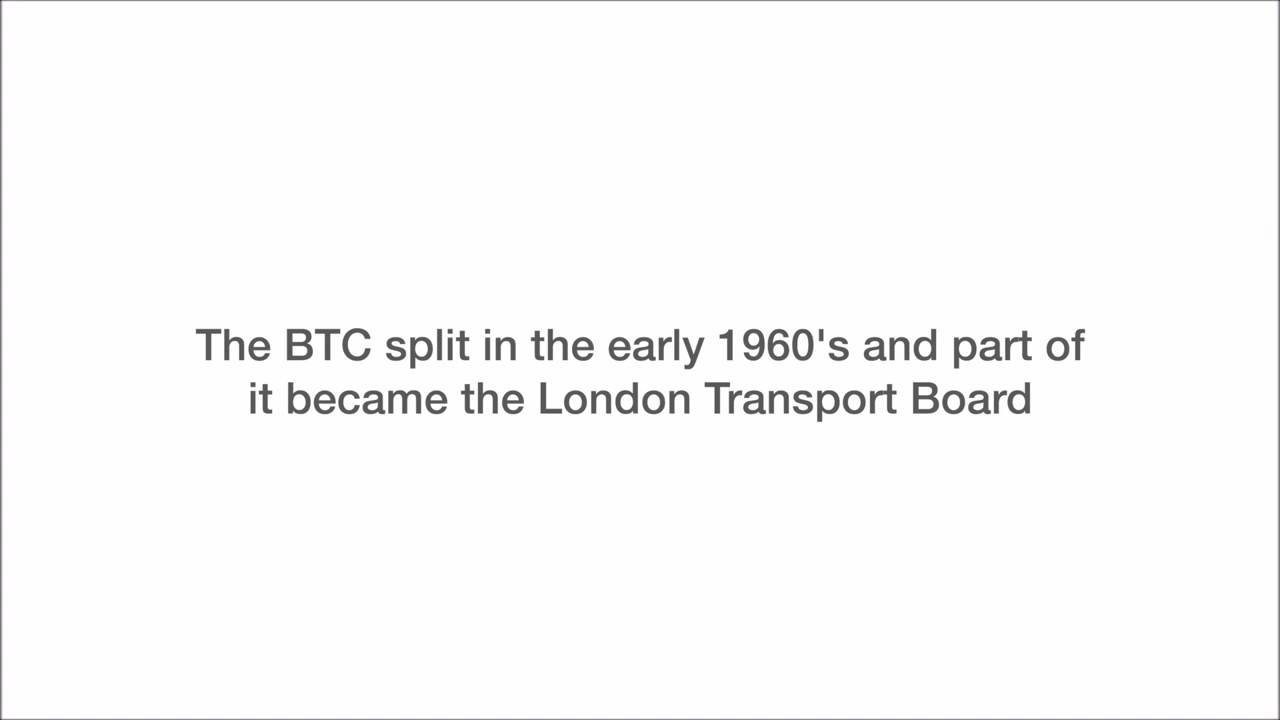 The BTC split in the early 1960's and part of
it became the London Transport Board